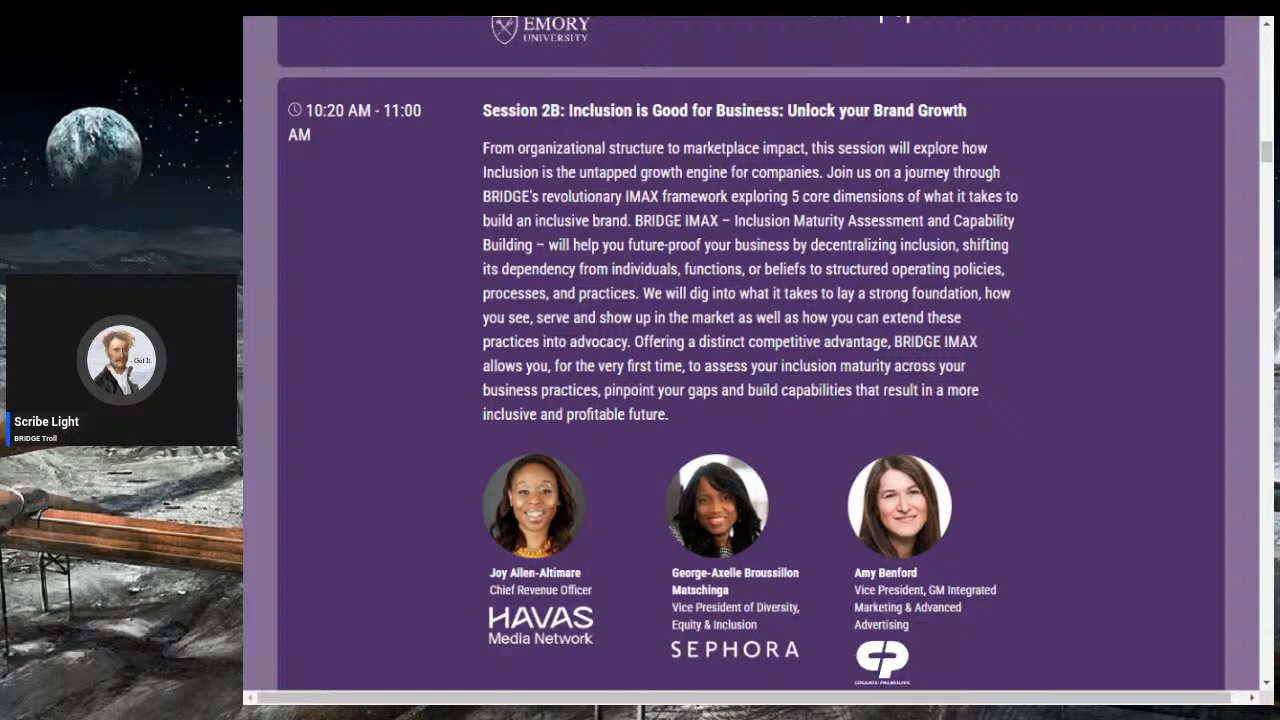 EMORY
UNIVERSITY
10:20 AM - 11:00
AM
Session 2B: Inclusion is Good for Business: Unlock your Brand Growth
From organizational structure to marketplace impact, this session will explore how
Inclusion is the untapped growth engine for companies. Join us on a journey through
BRIDGE's revolutionary IMAX framework exploring 5 core dimensions of what it takes to
build an inclusive brand. BRIDGE IMAX – Inclusion Maturity Assessment and Capability
Building – will help you future-proof your business by decentralizing inclusion, shifting
its dependency from individuals, functions, or beliefs to structured operating policies,
processes, and practices. We will dig into what it takes to lay a strong foundation, how
you see, serve and show up in the market as well as how you can extend these
practices into advocacy. Offering a distinct competitive advantage, BRIDGE IMAX
allows you, for the very first time, to assess your inclusion maturity across your
business practices, pinpoint your gaps and build capabilities that result in a more
inclusive and profitable future.
- Got It.
Scribe Light
BRIDGE Troll
Joy Allen-Altimare
Chief Revenue Officer
HAVAS
Media Network
George-Axelle Broussillon
Matschinga
Vice President of Diversity,
Equity & Inclusion
SEPHORA
Amy Benford
Vice President, GM Integrated
Marketing & Advanced
Advertising
CP
COLGATE-PALMOLIVE